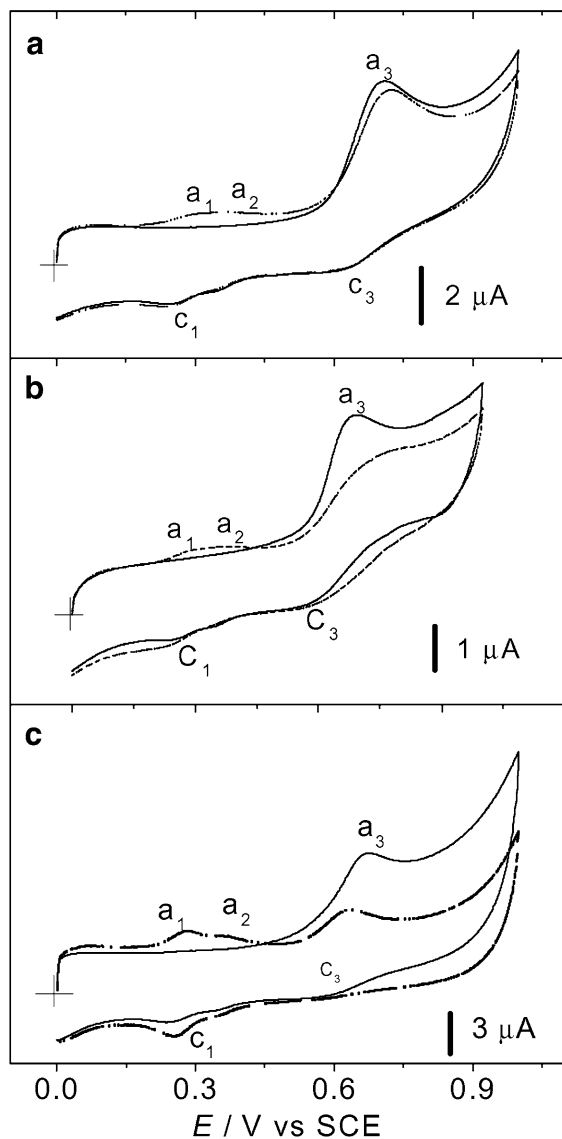 a
a₃
a₁ a₂
c₃
c₁
2 μA
b
a₃
a₁ a₂
C₃
C₁
1 μA
c
a₃
a₁ a₂
C₃
c₁
3 μA
0.0 0.3 0.6 0.9
E / V vs SCE